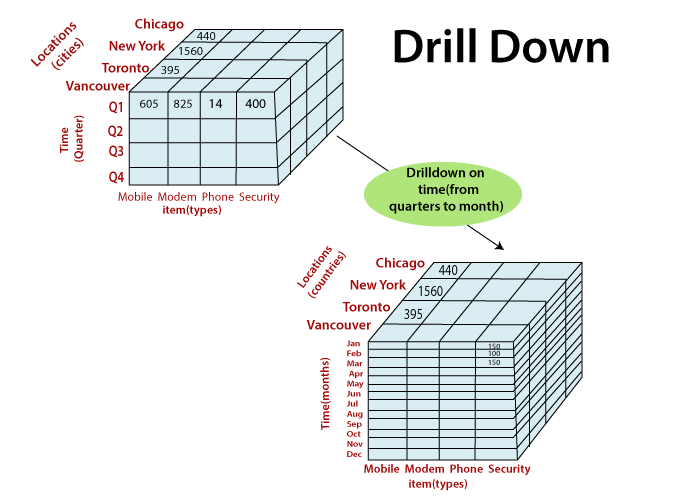 Drill Down
Locations
(cities)
Chicago
New York
Toronto
Vancouver
440
1560
395
Time
(Quarter)
Q1 605 825 14 400
Q2
Q3
Q4
Mobile Modem Phone Security
item(types)
Drilldown on
time(from
quarters to month)
Locations
(countries)
Chicago
New York
Toronto
Vancouver
440
1560
395
Time(months)
Jan 150
Feb 100
Mar 150
Apr
May
Jun
Jul
Aug
Sep
Oct
Nov
Dec
Mobile Modem Phone Security
item(types)